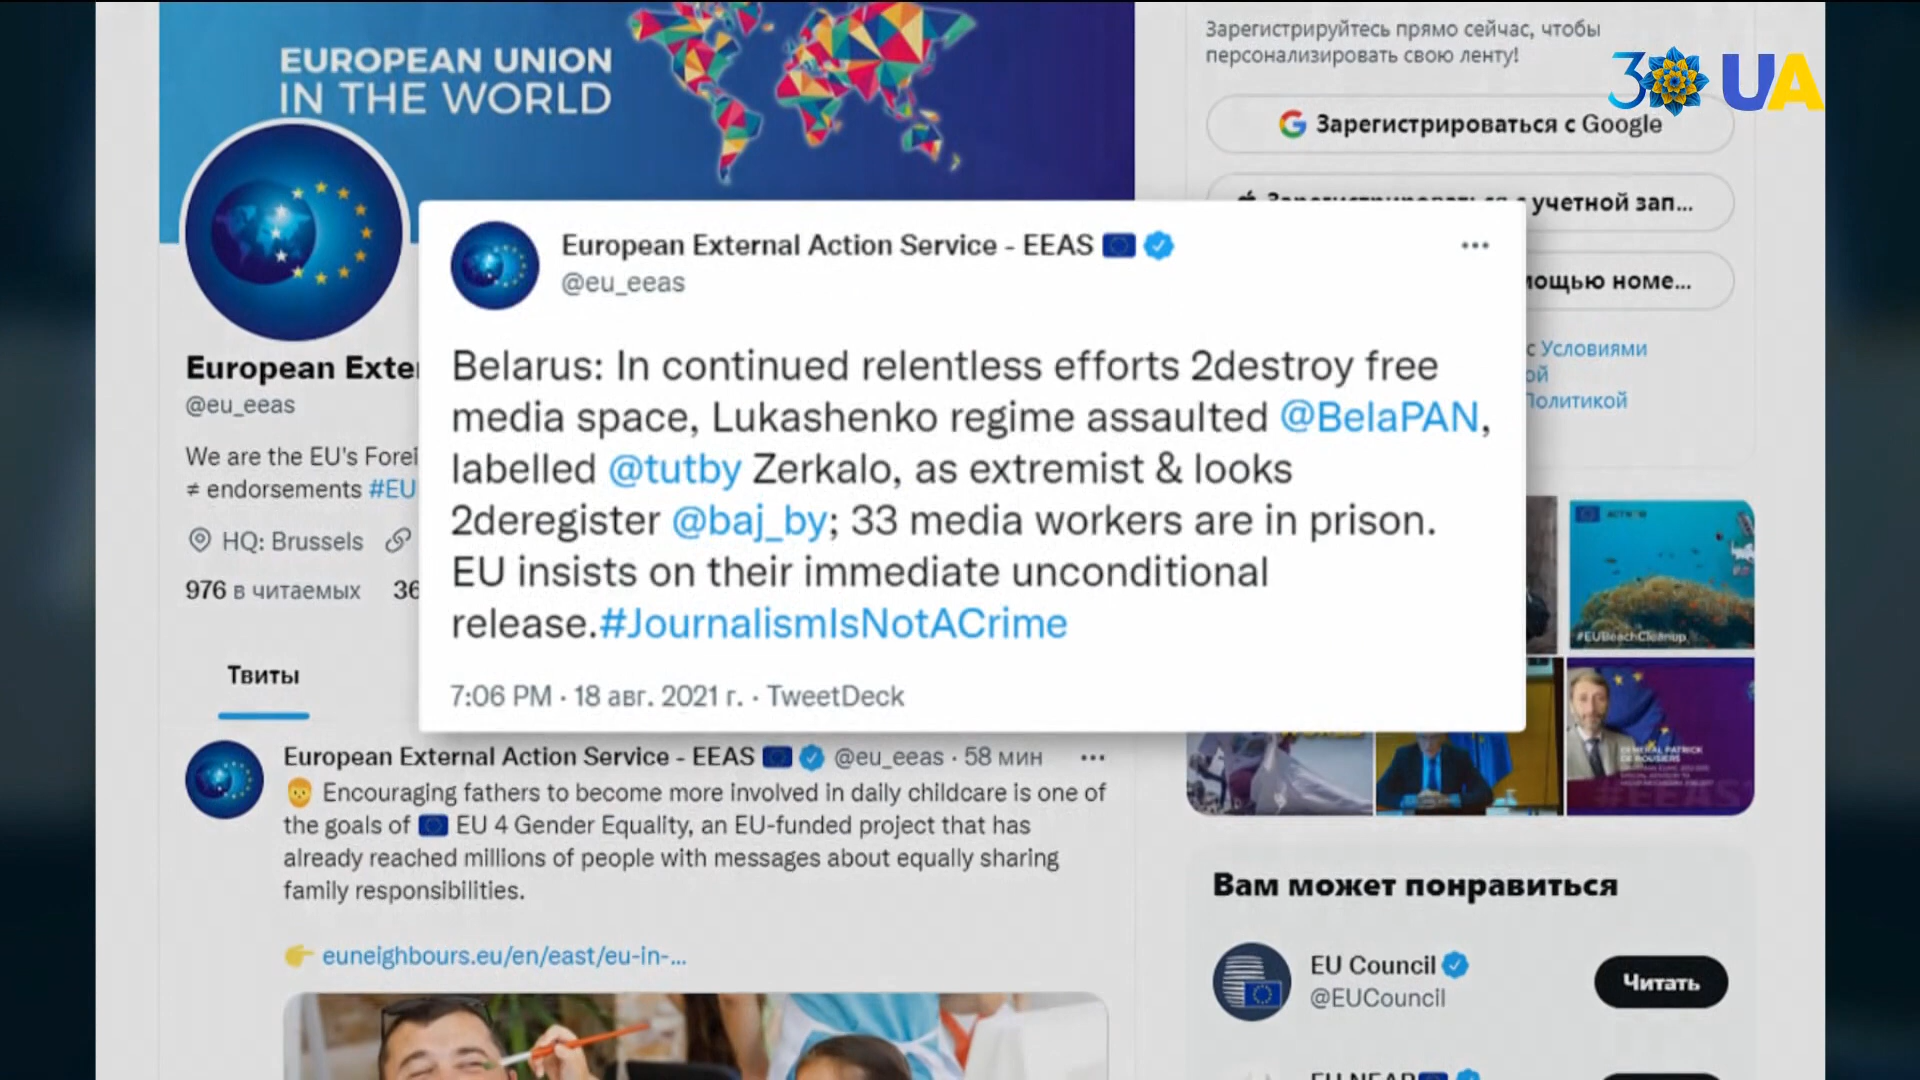 EUROPEAN UNION
IN THE WORLD
Зарегистрируйтесь прямо сейчас, чтобы
персонализировать свою ленту!
30 UA
Зарегистрироваться с Google
учетной зап...
номе...
с Условиями
Политикой
European External Action Service - EEAS
@eu_eeas
Belarus: In continued relentless efforts 2destroy free
media space, Lukashenko regime assaulted @BelaPAN,
labelled @tutby Zerkalo, as extremist & looks
2deregister @baj_by; 33 media workers are in prison.
EU insists on their immediate unconditional
release.#JournalismIsNotACrime
7:06 PM · 18 авг. 2021 г. · TweetDeck
European Exte
@eu_eeas
We are the EU's Forei
≠ endorsements #EU
HQ: Brussels
976 в читаемых 36
Твиты
European External Action Service - EEAS @eu_eeas · 58 мин
Encouraging fathers to become more involved in daily childcare is one of
the goals of EU 4 Gender Equality, an EU-funded project that has
already reached millions of people with messages about equally sharing
family responsibilities.
euneighbours.eu/en/east/eu-in-...
#EUBeachCleanup
GENERAL PATRICK
DE ROUSIERS
#EEAS
Вам может понравиться
EU Council
@EUCouncil
Читать